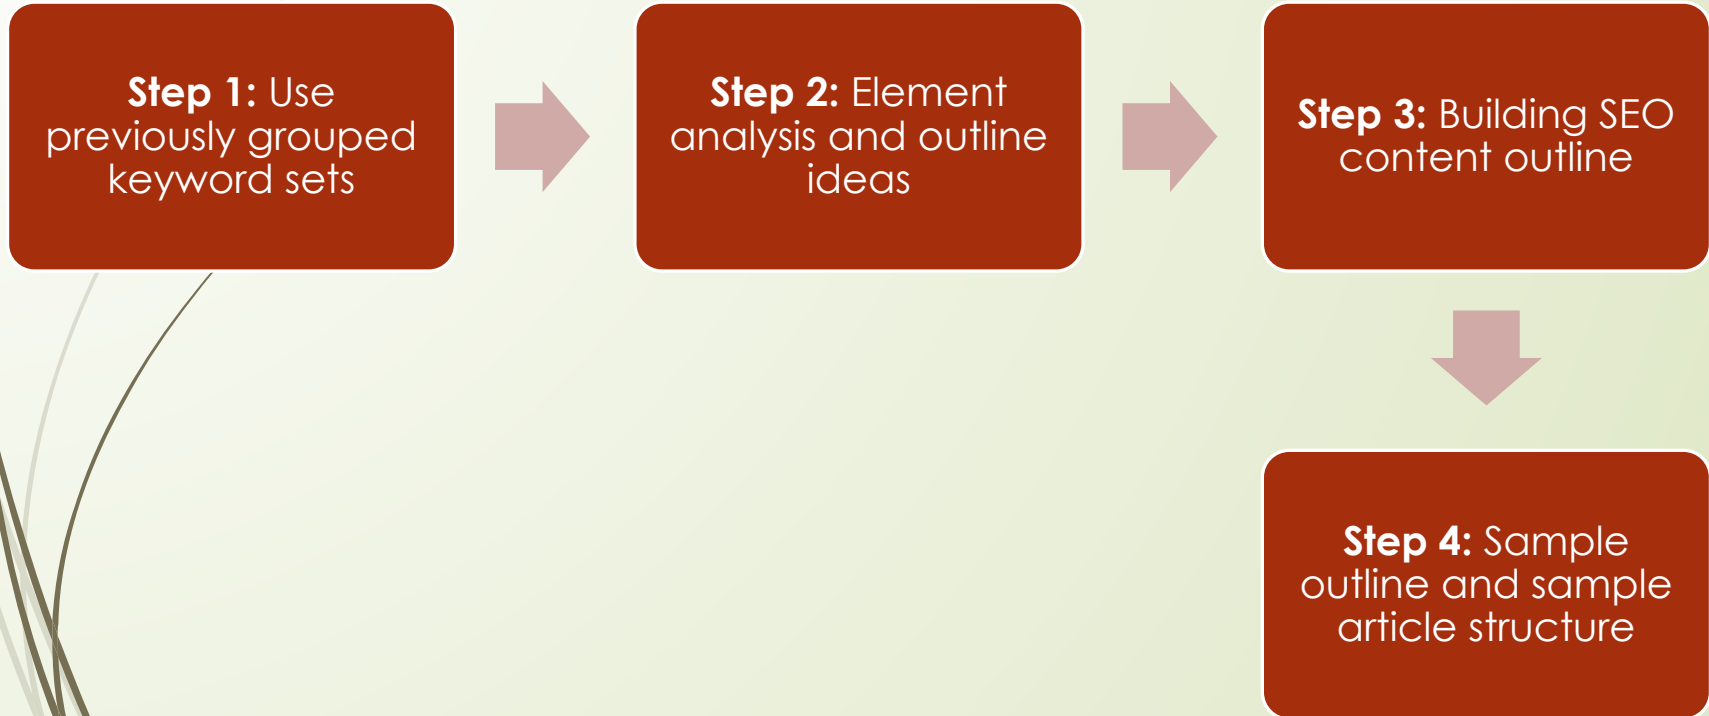 Step 1: Use
previously grouped
keyword sets
Step 2: Element
analysis and outline
ideas
Step 3: Building SEO
content outline
Step 4: Sample
outline and sample
article structure